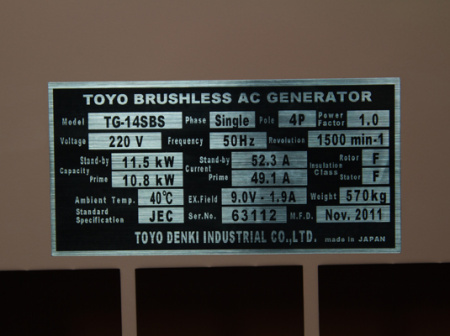 TOYO BRUSHLESS AC GENERATOR
Model TG-14SBS Phase Single Pole 4P Power Factor 1.0
Voltage 220 V Frequency 50Hz Revolution 1500 min-1
Capacity Stand-by 11.5 kW Current Stand-by 52.3 A Insulation Class Rotor F
Prime 10.8 kW Prime 49.1 A Stator F
Ambient Temp. 40℃ EX.Field 9.0V - 1.9A Weight 570kg
Standard Specification JEC Ser.No. 63112 M.F.D. Nov. 2011
TOYO DENKI INDUSTRIAL CO.,LTD. made in JAPAN